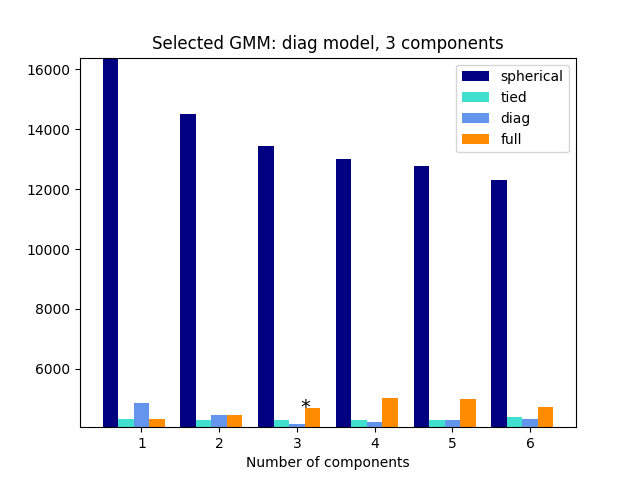 Selected GMM: diag model, 3 components
spherical
tied
diag
full
16000
14000
12000
10000
8000
6000
*
1 2 3 4 5 6
Number of components